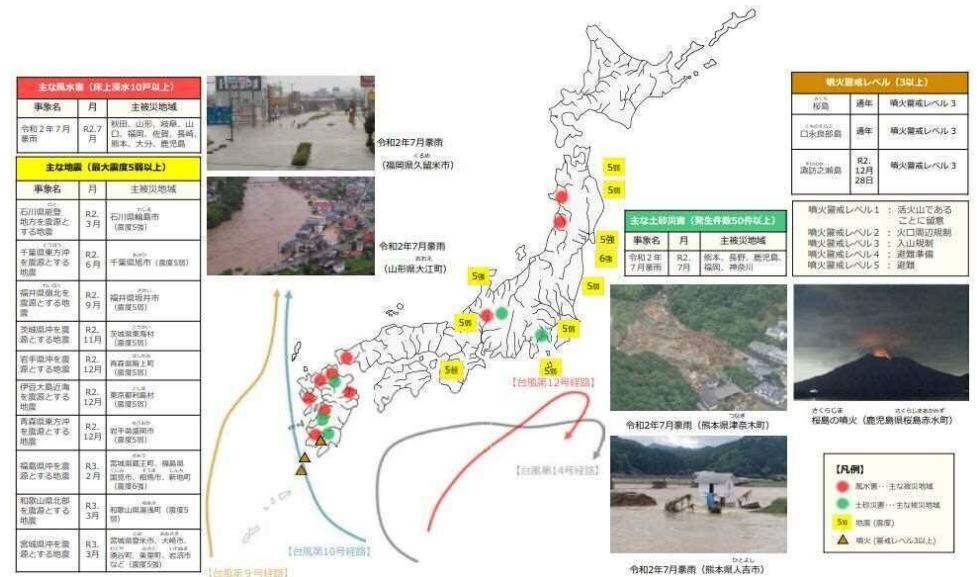 主な風水害（床上浸水10戸以上）
事象名 月 主被災地域
令和２年７月
豪雨
R2.7
月
秋田、山形、岐阜、山
口、福岡、佐賀、長崎、
熊本、大分、鹿児島
主な地震（最大震度5弱以上）
事象名 月 主被災地域
石川県能登
地方を震源と
する地震
R2.
3月
石川県輪島市
（震度5強）
千葉県東方沖
を震源とする地
震
R2.
6月
千葉県旭市（震度5弱）
福井県嶺北を
震源とする地
震
R2.
9月
福井県坂井市
（震度5弱）
茨城県沖を震
源とする地震
R2.
11月
茨城県東海村
（震度5弱）
岩手県沖を震
源とする地震
R2.
12月
青森県階上町
（震度5弱）
伊豆大島近海
を震源とする地
震
R2.
12月
東京都利島村
（震度5弱）
青森県東方沖
を震源とする地
震
R2.
12月
岩手県盛岡市
（震度5弱）
福島県沖を震
源とする地震
R3.
2月
宮城県蔵王町、福島県
国見市、相馬市、新地町
（震度6強）
和歌山県北部
を震源とする地
震
R3.
3月
和歌山県湯浅町（震度5
弱）
宮城県沖を震
源とする地震
R3.
3月
宮城県登米市、大崎市、
涌谷町、美里町、岩沼市
など（震度5強）
令和2年7月豪雨
くるめ
（福岡県久留米市）
令和2年7月豪雨
おおえ
（山形県大江町）
5弱
5弱
5強
6強
5弱
5強
5弱
5弱
5弱
5弱
【台風第12号経路】
【台風第14号経路】
【台風第10号経路】
【台風第９号経路】
主な土砂災害（発生件数50件以上）
事象名 月 主被災地域
令和２年
７月豪雨
R2.
7月
熊本、長野、鹿児島、
福岡、神奈川
つなぎ
令和2年7月豪雨（熊本県津奈木町）
ひとよし
令和2年7月豪雨（熊本県人吉市）
噴火警戒レベル（3以上）
桜島 通年 噴火警戒レベル３
口永良部島 通年 噴火警戒レベル３
諏訪之瀬島
R2.
12月
28日
噴火警戒レベル３
噴火警戒レベル１ ： 活火山である
ことに留意
噴火警戒レベル２ ： 火口周辺規制
噴火警戒レベル３ ： 入山規制
噴火警戒レベル４ ： 避難準備
噴火警戒レベル５ ： 避難
さくらじま さくらじまあかみず
桜島の噴火（鹿児島県桜島赤水町）
【凡例】
風水害･･･主な被災地域
土砂災害･･･主な被災地域
5弱 地震（震度）
噴火（警戒レベル3以上）